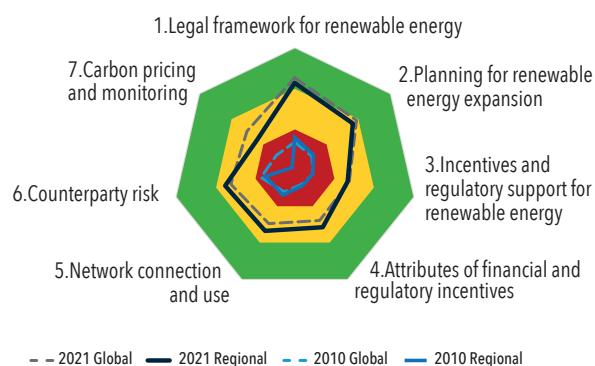 1.Legal framework for renewable energy
7.Carbon pricing
and monitoring
2.Planning for renewable
energy expansion
3.Incentives and
regulatory support for
renewable energy
6.Counterparty risk
5.Network connection
and use
4.Attributes of financial and
regulatory incentives
2021 Global 2021 Regional 2010 Global 2010 Regional